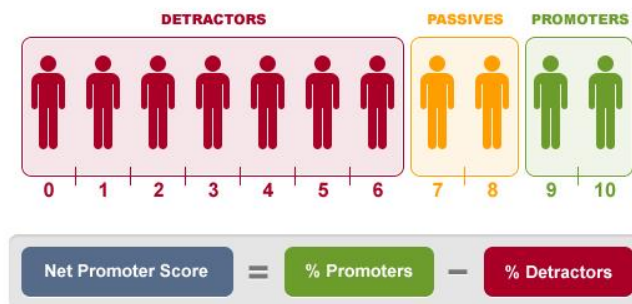 DETRACTORS PASSIVES PROMOTERS
0 1 2 3 4 5 6 7 8 9 10
Net Promoter Score = % Promoters − % Detractors